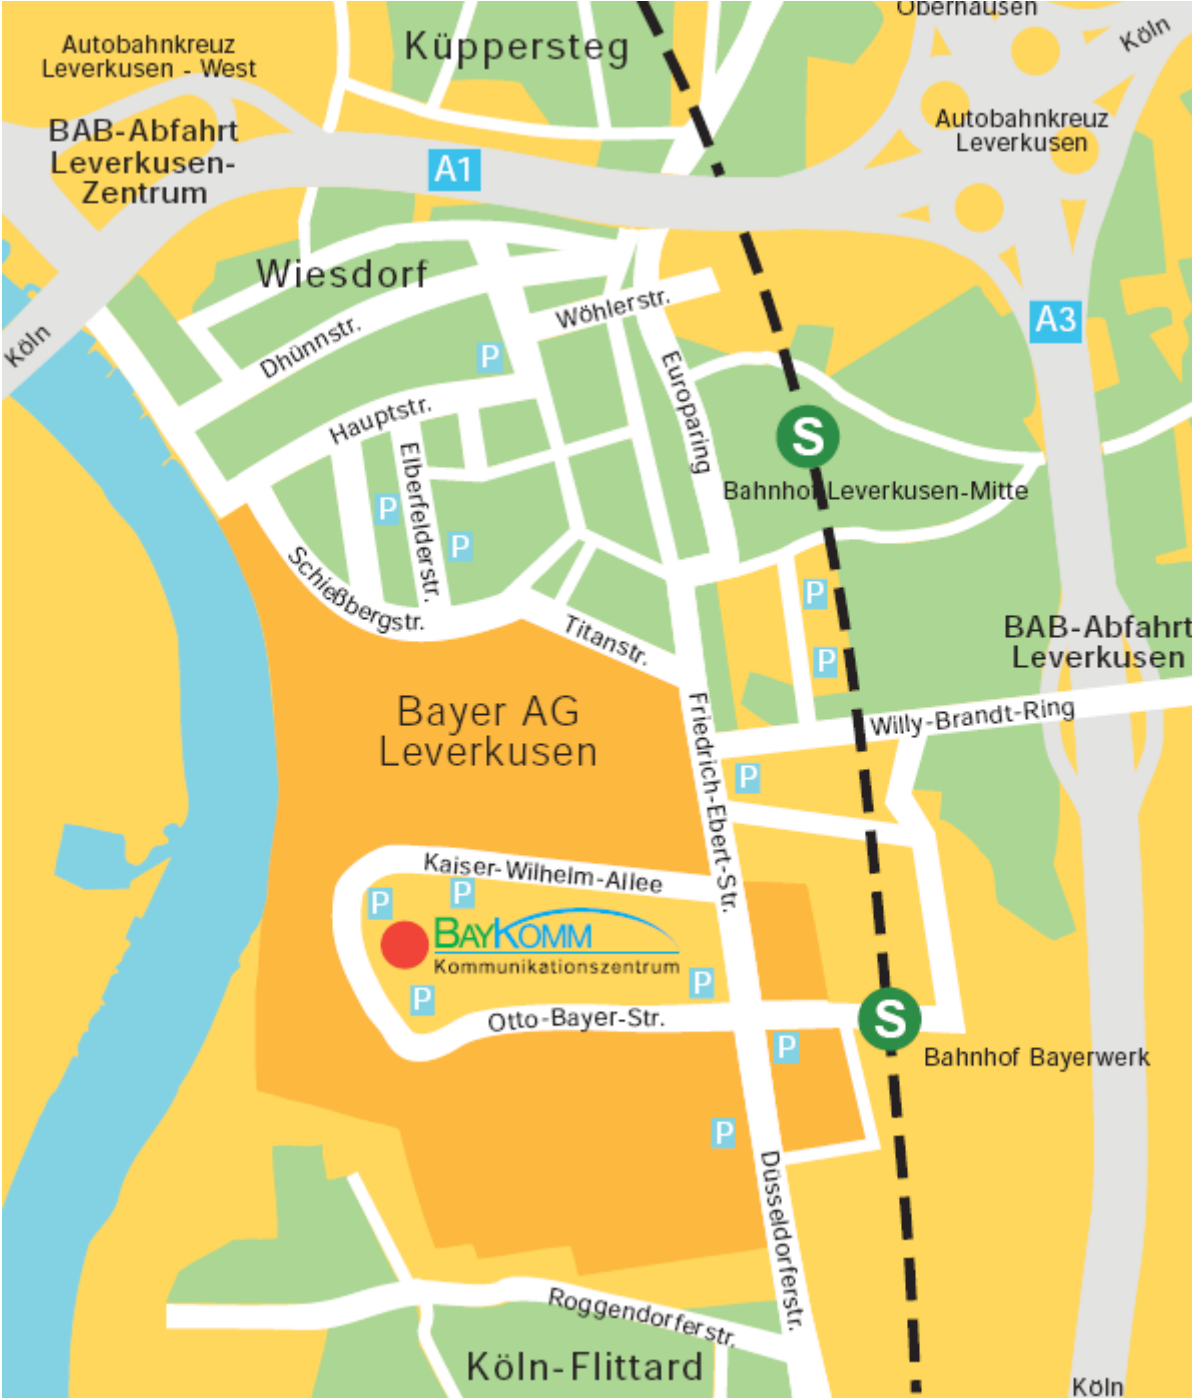 Oberhausen
Köln
Autobahnkreuz
Leverkusen - West
Küppersteg
BAB-Abfahrt
Leverkusen-
Zentrum
A1
Autobahnkreuz
Leverkusen
Wiesdorf
Köln
Dhünnstr.
Wöhlerstr.
A3
P
Europaring
Hauptstr.
S
Elberfelderstr.
Bahnhof Leverkusen-Mitte
P
P
Schießbergstr.
P
Titanstr.
P
BAB-Abfahrt
Leverkusen
Bayer AG
Leverkusen
Friedrich-Ebert-Str.
Willy-Brandt-Ring
P
Kaiser-Wilhelm-Allee
P
P
BAYKOMM
Kommunikationszentrum
P
P
Otto-Bayer-Str.
S
P
Bahnhof Bayerwerk
P
Düsseldorferstr.
Roggendorferstr.
Köln-Flittard
Köln